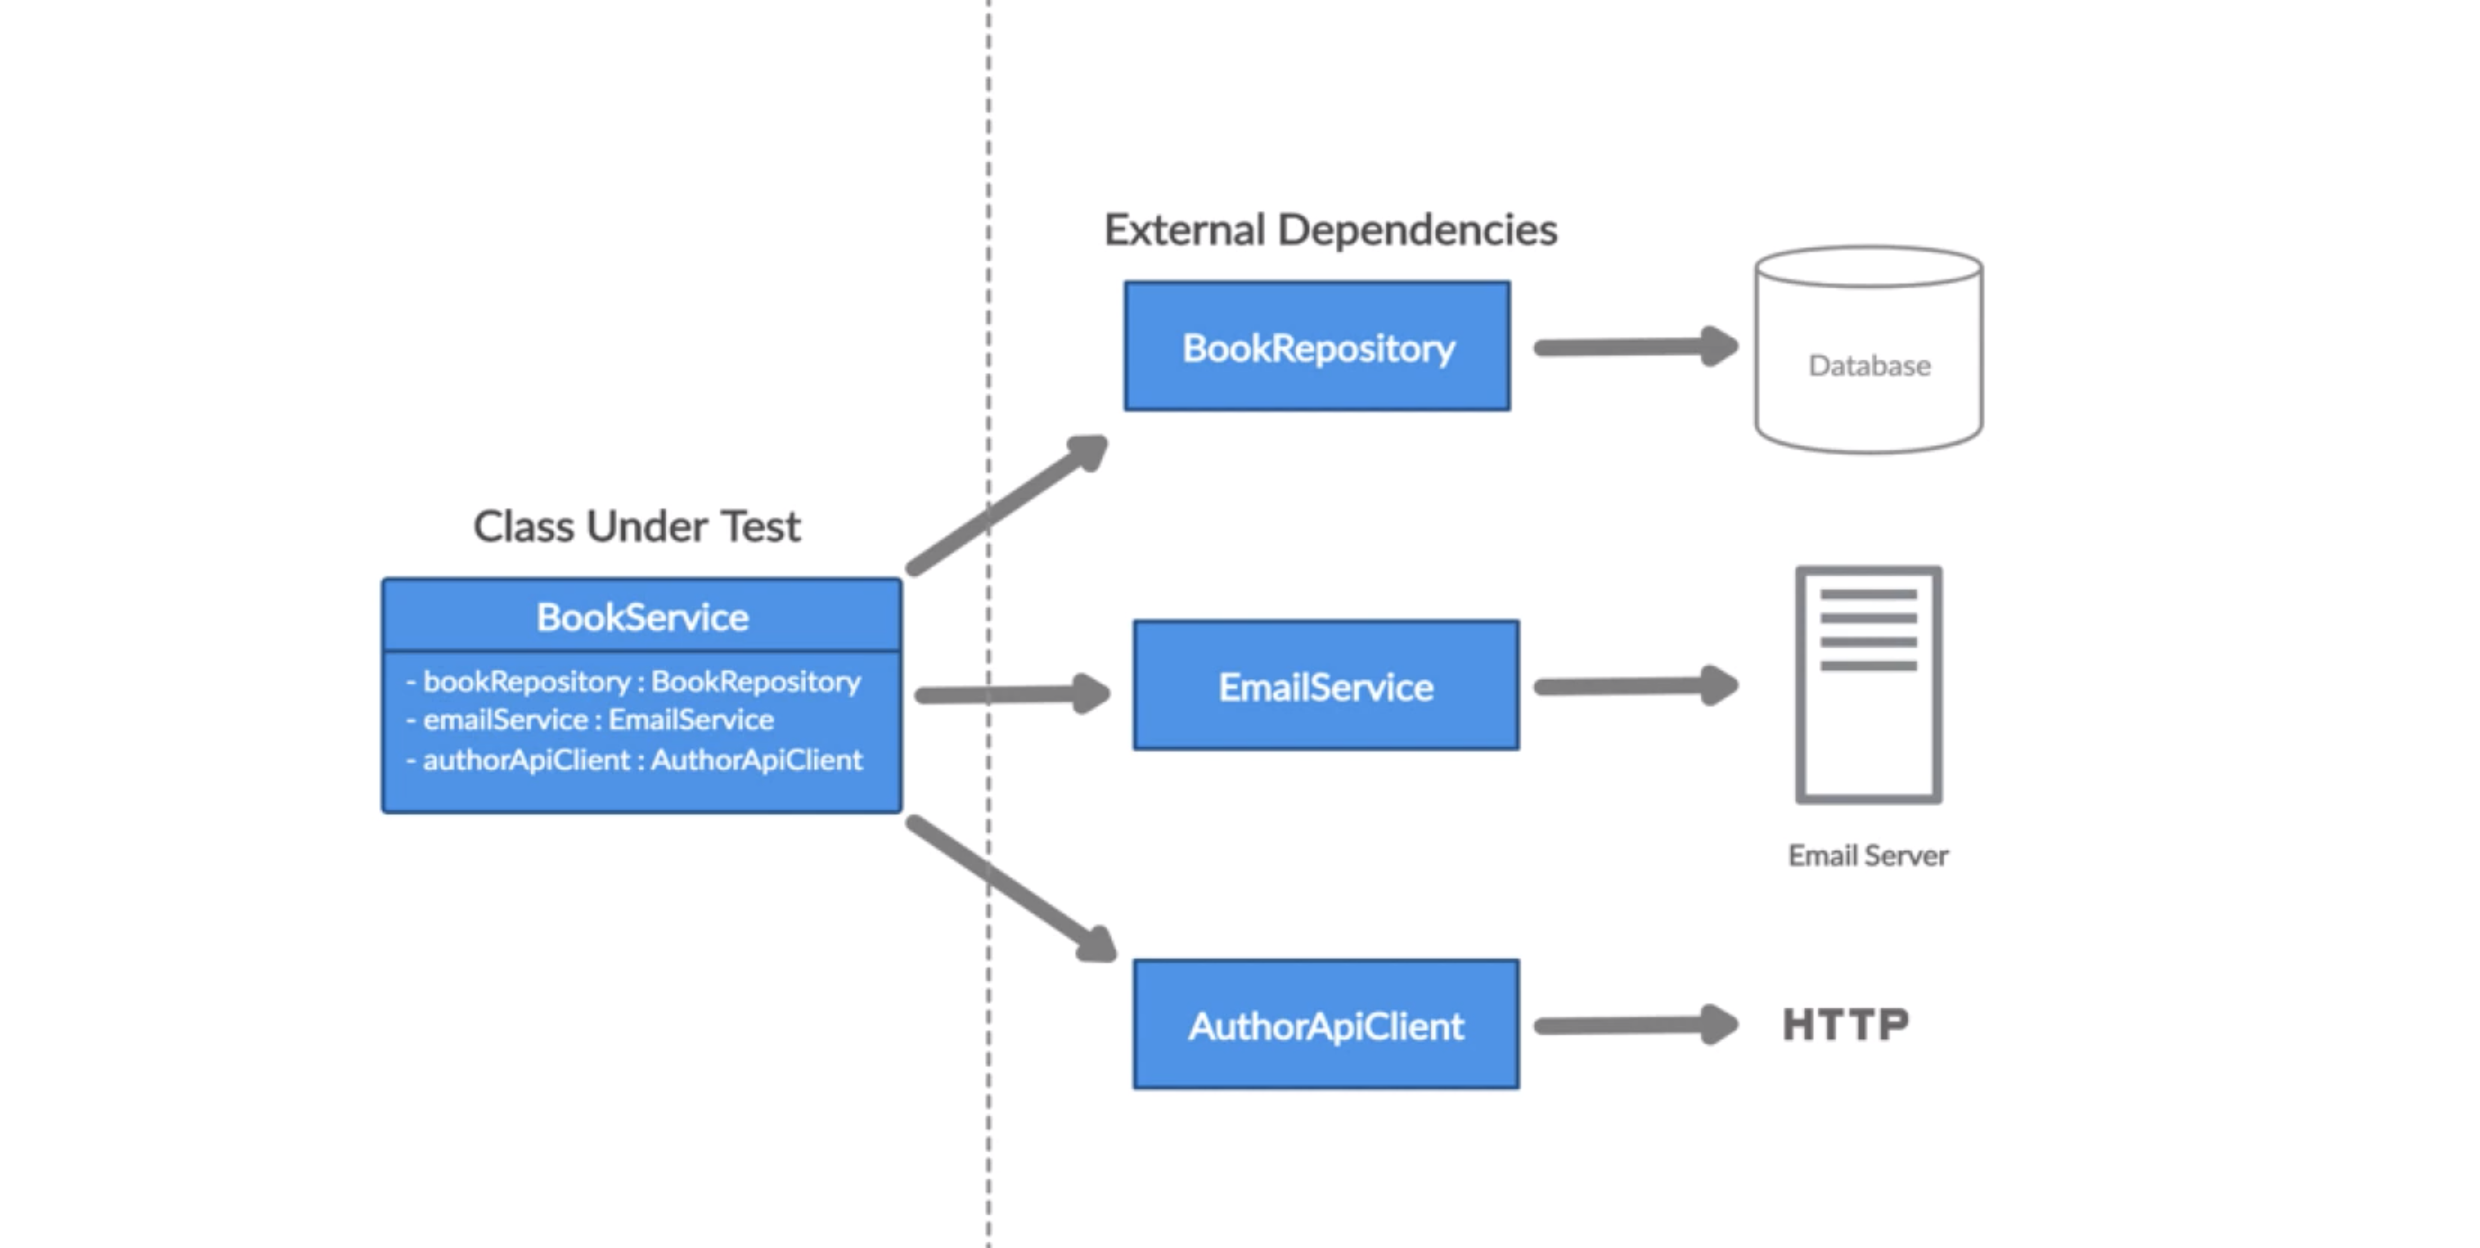 External Dependencies
BookRepository
Database
Class Under Test
BookService
- bookRepository : BookRepository
- emailService : EmailService
- authorApiClient : AuthorApiClient
EmailService
Email Server
AuthorApiClient
HTTP